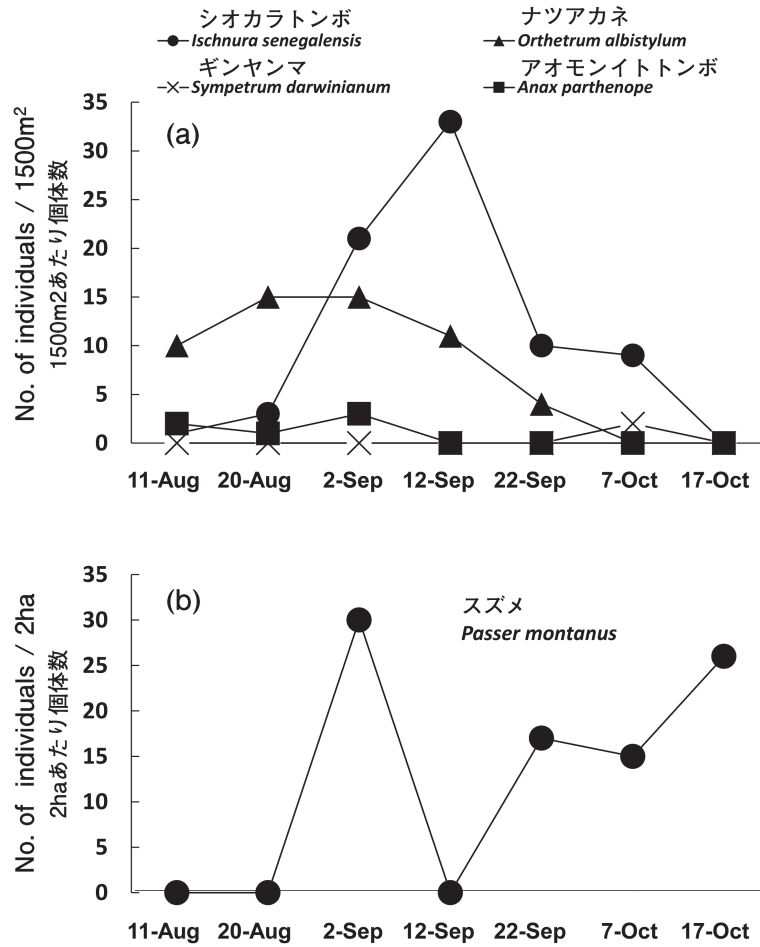 シオカラトンボ ナツアカネ
Ischnura senegalensis Orthetrum albistylum
ギンヤンマ アオモンイトトンボ
Sympetrum darwinianum Anax parthenope
(a)
No. of individuals / 1500m²
1500m2あたり個体数
35
30
25
20
15
10
5
0
11-Aug 20-Aug 2-Sep 12-Sep 22-Sep 7-Oct 17-Oct
(b)
スズメ
Passer montanus
No. of individuals / 2ha
2haあたり個体数
35
30
25
20
15
10
5
0
11-Aug 20-Aug 2-Sep 12-Sep 22-Sep 7-Oct 17-Oct